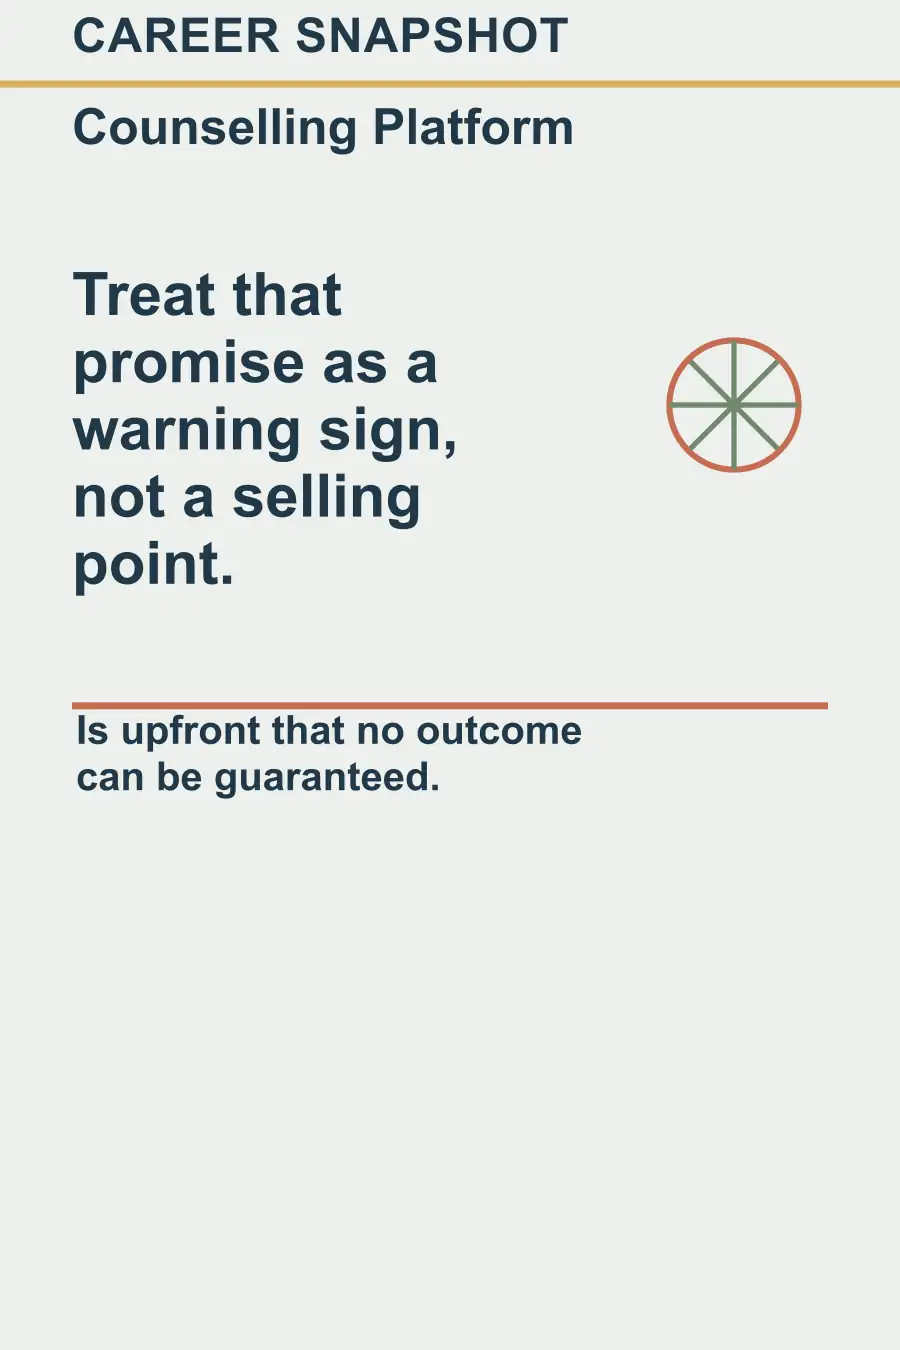 CAREER SNAPSHOT
Counselling Platform
Treat that
promise as a
warning sign,
not a selling
point.
Is upfront that no outcome
can be guaranteed.